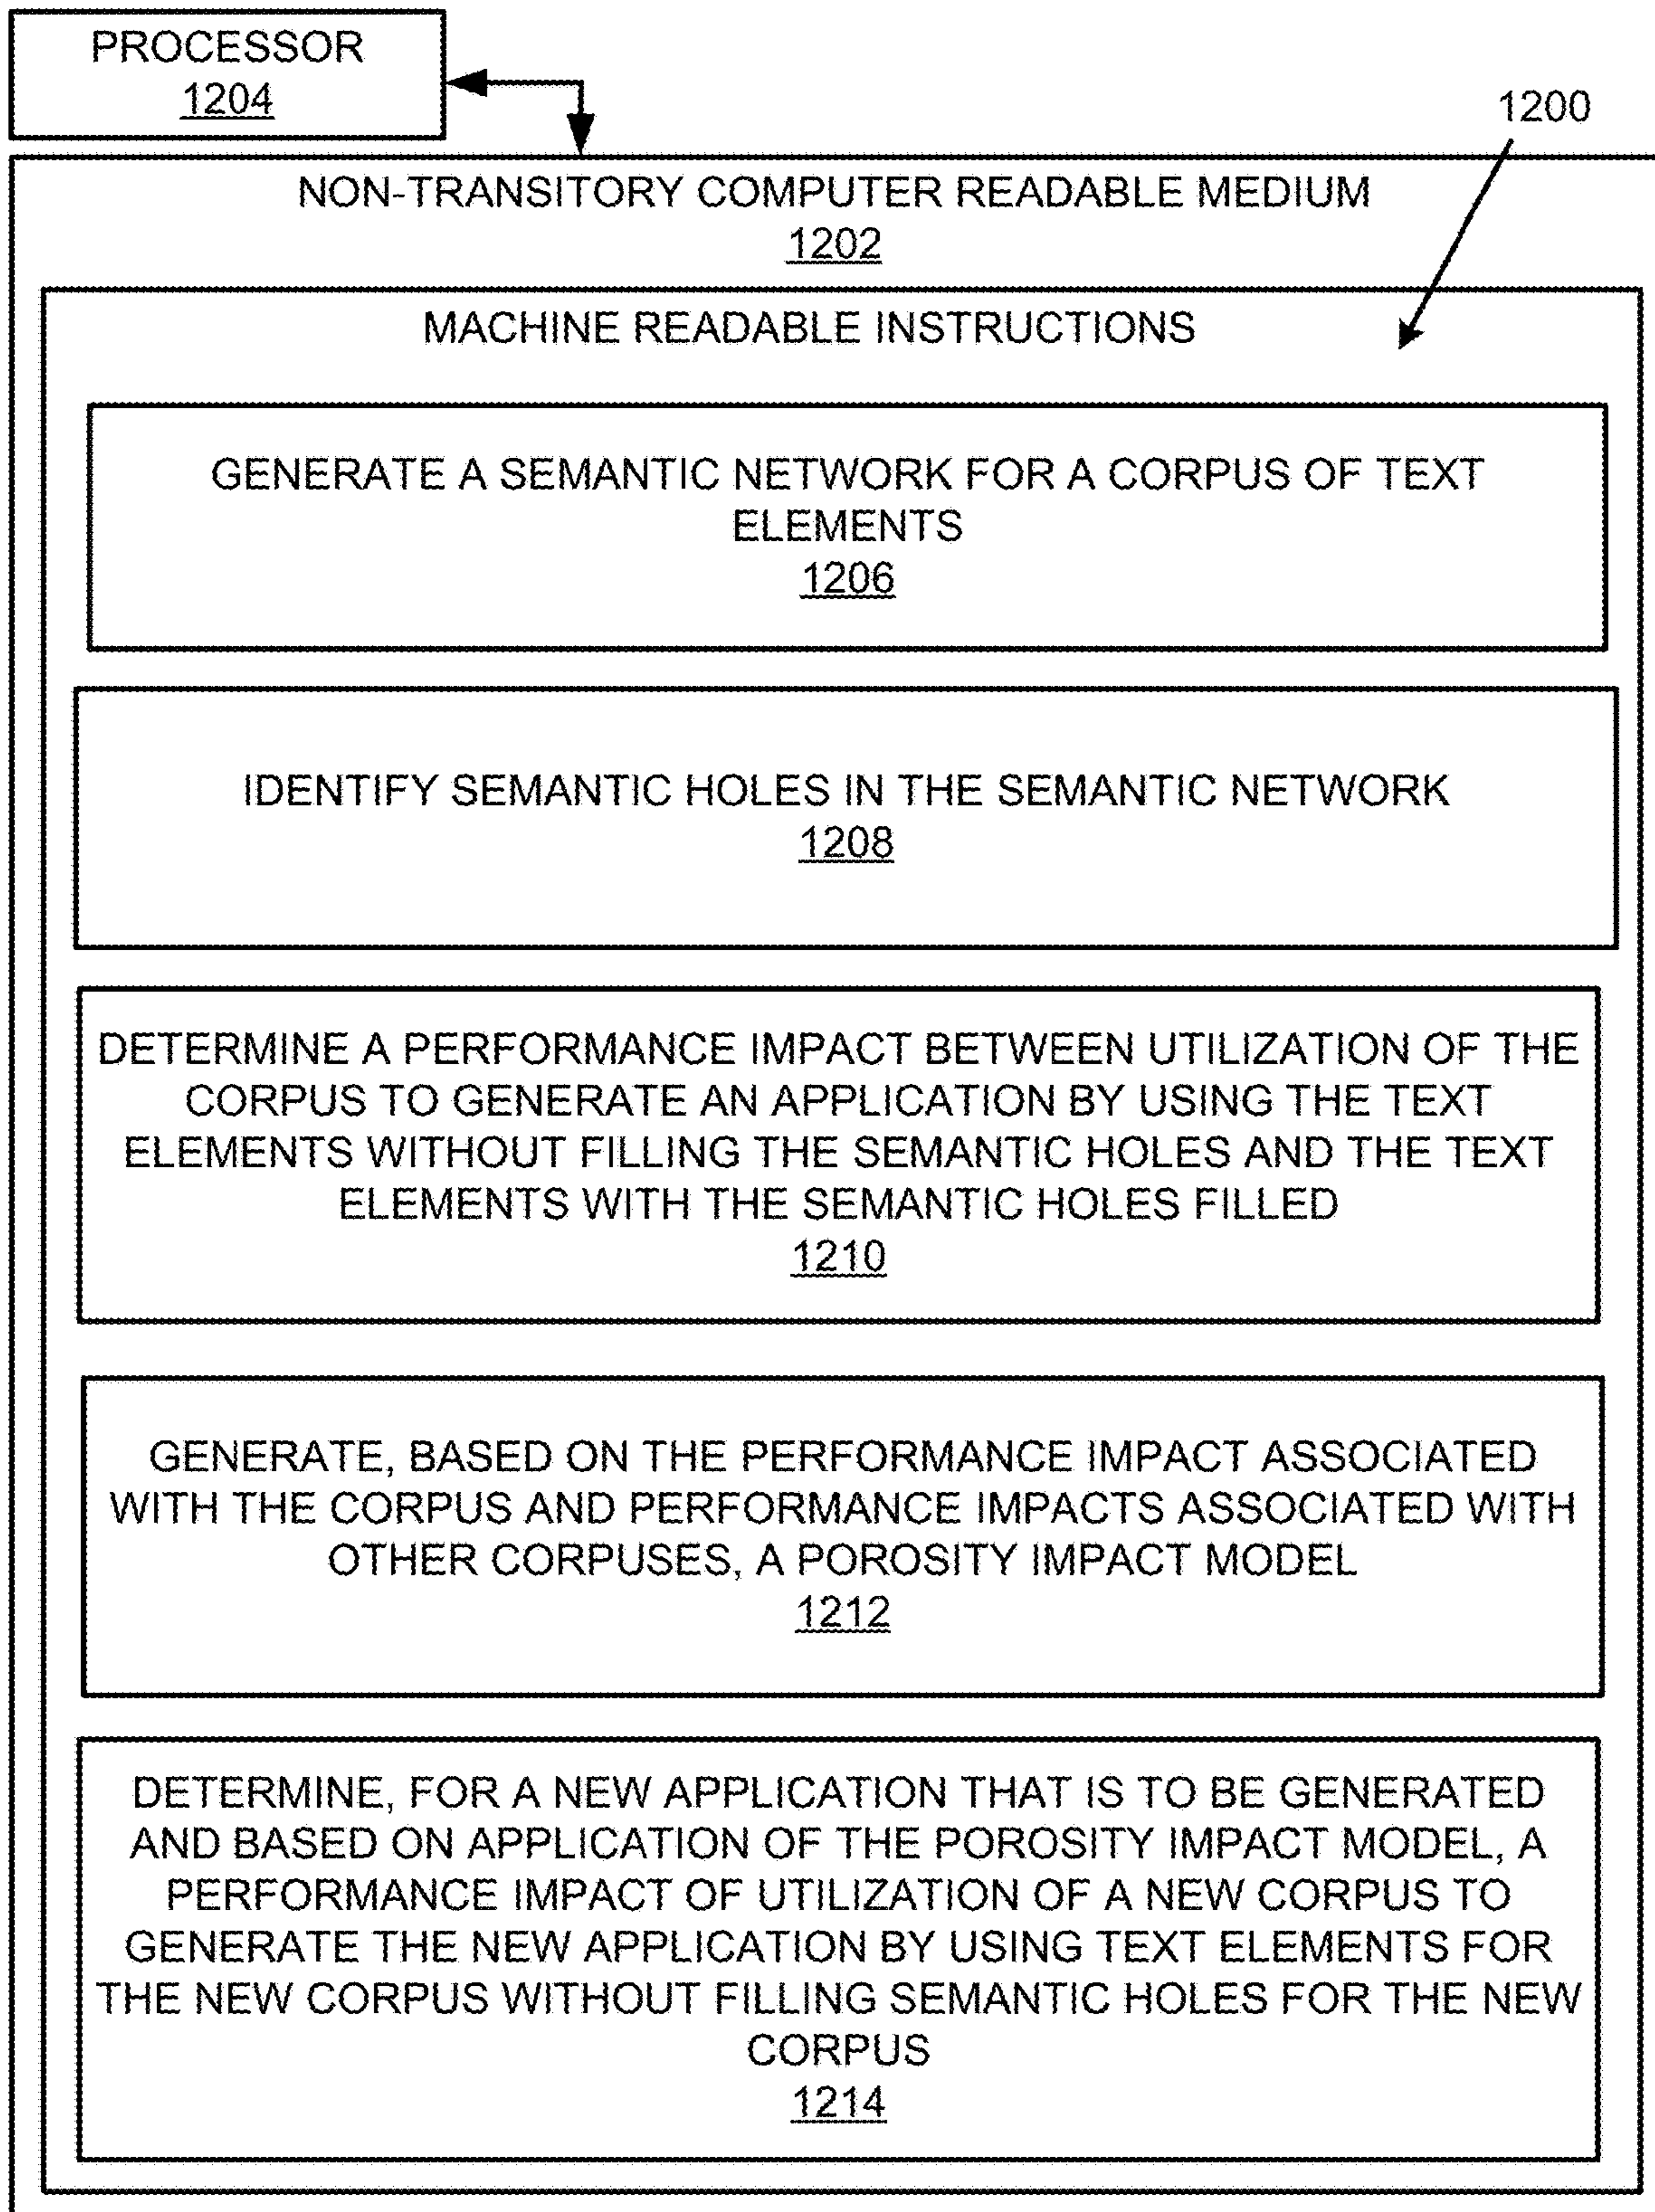 PROCESSOR
1204
1200
NON-TRANSITORY COMPUTER READABLE MEDIUM
1202
MACHINE READABLE INSTRUCTIONS
GENERATE A SEMANTIC NETWORK FOR A CORPUS OF TEXT
ELEMENTS
1206
IDENTIFY SEMANTIC HOLES IN THE SEMANTIC NETWORK
1208
DETERMINE A PERFORMANCE IMPACT BETWEEN UTILIZATION OF THE
CORPUS TO GENERATE AN APPLICATION BY USING THE TEXT
ELEMENTS WITHOUT FILLING THE SEMANTIC HOLES AND THE TEXT
ELEMENTS WITH THE SEMANTIC HOLES FILLED
1210
GENERATE, BASED ON THE PERFORMANCE IMPACT ASSOCIATED
WITH THE CORPUS AND PERFORMANCE IMPACTS ASSOCIATED WITH
OTHER CORPUSES, A POROSITY IMPACT MODEL
1212
DETERMINE, FOR A NEW APPLICATION THAT IS TO BE GENERATED
AND BASED ON APPLICATION OF THE POROSITY IMPACT MODEL, A
PERFORMANCE IMPACT OF UTILIZATION OF A NEW CORPUS TO
GENERATE THE NEW APPLICATION BY USING TEXT ELEMENTS FOR
THE NEW CORPUS WITHOUT FILLING SEMANTIC HOLES FOR THE NEW
CORPUS
1214